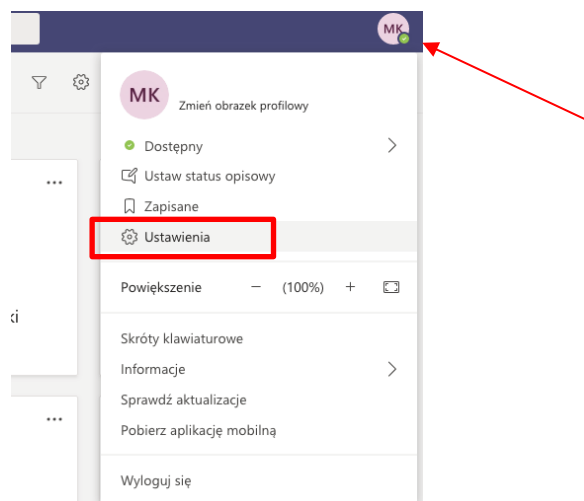 MK
MK
Zmień obrazek profilowy
Dostępny
Ustaw status opisowy
Zapisane
Ustawienia
Powiększenie − (100%) +
ki
Skróty klawiaturowe
Informacje
Sprawdź aktualizacje
Pobierz aplikację mobilną
Wyloguj się